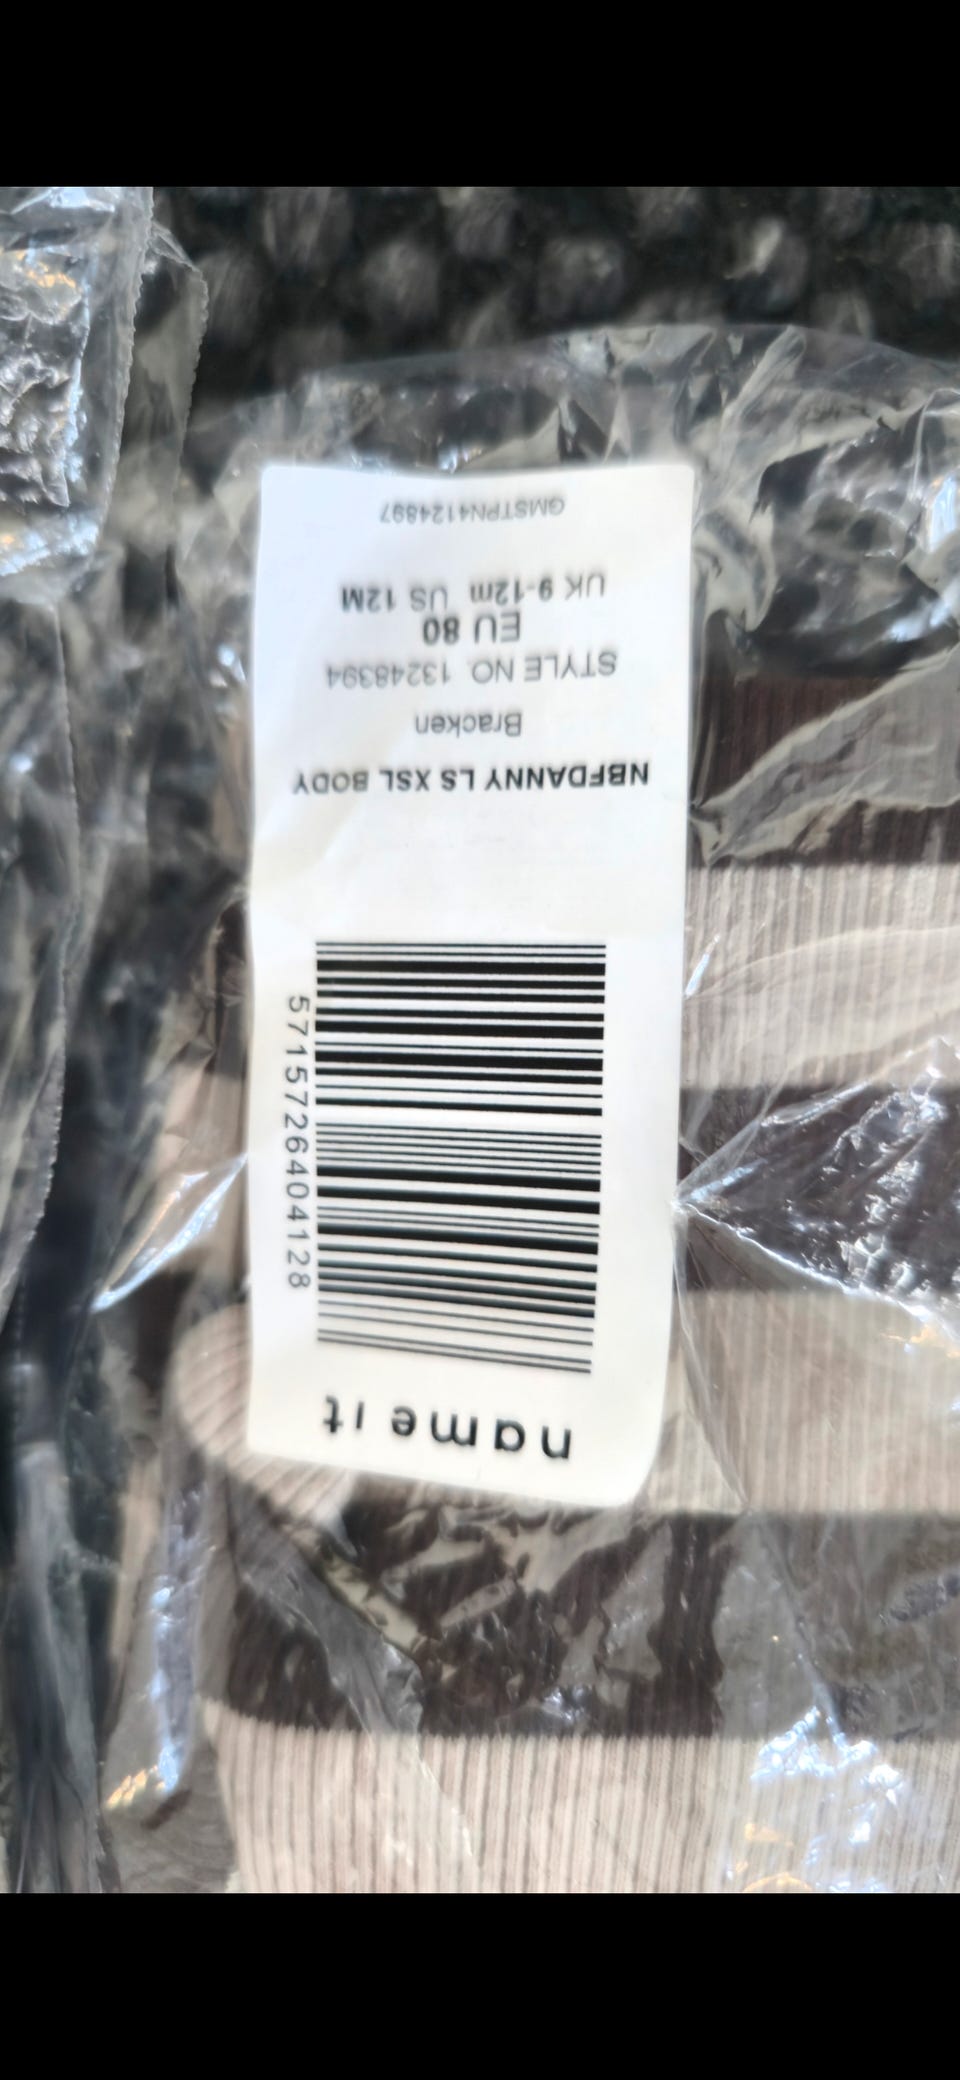 name it
5715726404128
NBFDANNY LS XSL BODY
Bracken
STYLE NO. 13248394
EU 80
UK 9-12m US 12M
GMSTPN4124897